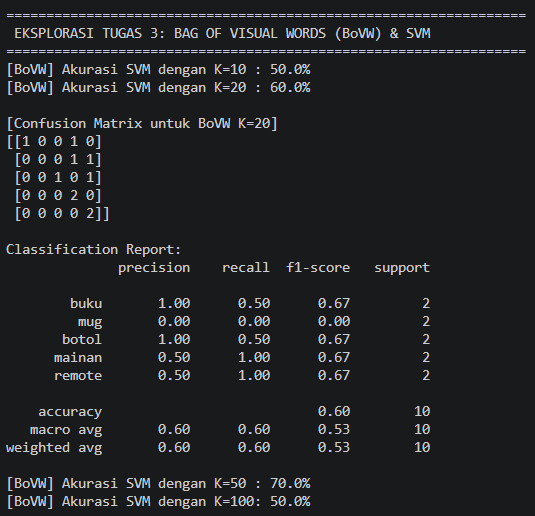 =================================================================
EKSPLORASI TUGAS 3: BAG OF VISUAL WORDS (BoVW) & SVM
=================================================================
[BoVW] Akurasi SVM dengan K=10 : 50.0%
[BoVW] Akurasi SVM dengan K=20 : 60.0%

[Confusion Matrix untuk BoVW K=20]
[[1 0 0 1 0]
 [0 0 0 1 1]
 [0 0 1 0 1]
 [0 0 0 2 0]
 [0 0 0 0 2]]

Classification Report:
              precision    recall  f1-score   support

        buku       1.00      0.50      0.67         2
         mug       0.00      0.00      0.00         2
       botol       1.00      0.50      0.67         2
      mainan       0.50      1.00      0.67         2
      remote       0.50      1.00      0.67         2

    accuracy                           0.60        10
   macro avg       0.60      0.60      0.53        10
weighted avg       0.60      0.60      0.53        10

[BoVW] Akurasi SVM dengan K=50 : 70.0%
[BoVW] Akurasi SVM dengan K=100: 50.0%